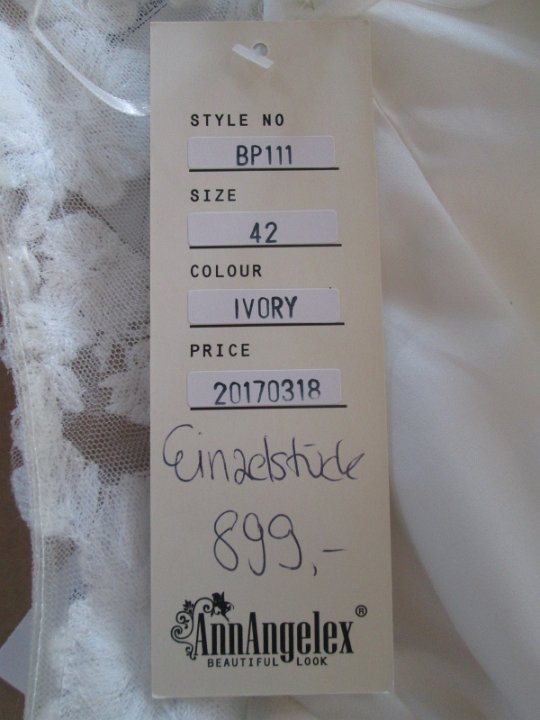 STYLE NO
BP111
SIZE
42
COLOUR
IVORY
PRICE
20170318
Einzelstück
899,-
AnnAngelex®
BEAUTIFUL LOOK